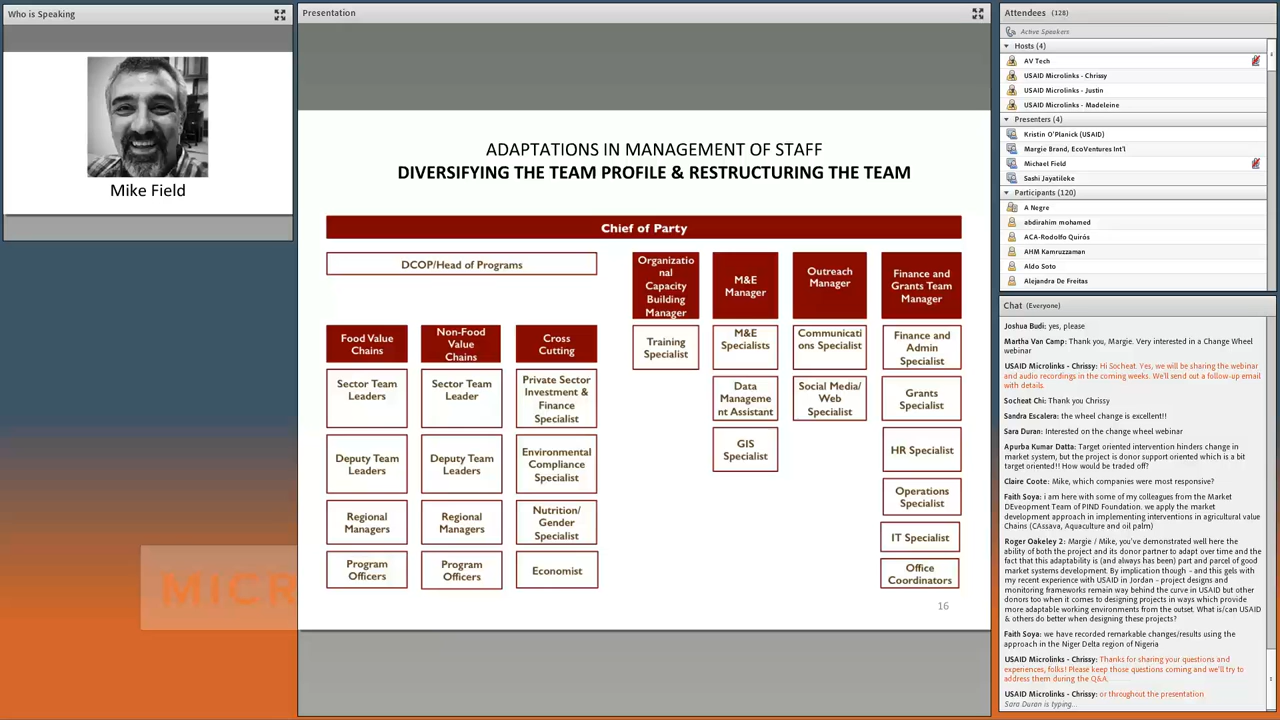 Who is Speaking
Mike Field
Presentation
ADAPTATIONS IN MANAGEMENT OF STAFF
DIVERSIFYING THE TEAM PROFILE & RESTRUCTURING THE TEAM
Chief of Party
DCOP/Head of Programs
Food Value
Chains
Sector Team
Leaders
Deputy Team
Leaders
Regional
Managers
Program
Officers
Non-Food
Value
Chains
Sector Team
Leader
Deputy Team
Leaders
Regional
Managers
Program
Officers
Cross
Cutting
Private Sector
Investment &
Finance
Specialist
Environmental
Compliance
Specialist
Nutrition/
Gender
Specialist
Economist
Organizatio
nal
Capacity
Building
Manager
Training
Specialist
M&E
Manager
M&E
Specialists
Data
Manageme
nt Assistant
GIS
Specialist
Outreach
Manager
Communicati
ons Specialist
Social Media/
Web
Specialist
Finance and
Grants Team
Manager
Finance and
Admin
Specialist
Grants
Specialist
HR Specialist
Operations
Specialist
IT Specialist
Office
Coordinators
16
MICR
Attendees (128)
Active Speakers
Hosts (4)
AV Tech
USAID Microlinks - Chrissy
USAID Microlinks - Justin
USAID Microlinks - Madeleine
Presenters (4)
Kristin O'Planick (USAID)
Margie Brand, EcoVentures Int'l
Michael Field
Sashi Jayatileke
Participants (120)
A Negre
abdirahim mohamed
ACA-Rodolfo Quirós
AHM Kamruzzaman
Aldo Soto
Alejandra De Freitas
Chat (Everyone)
Joshua Budi: yes, please
Martha Van Camp: Thank you, Margie. Very interested in a Change Wheel
webinar
USAID Microlinks - Chrissy: Hi Socheat. Yes, we will be sharing the webinar
and audio recordings in the coming weeks. We'll send out a follow-up email
with details.
Socheat Chi: Thank you Chrissy
Sandra Escalera: the wheel change is excellent!!
Sara Duran: Interested on the change wheel webinar
Apurba Kumar Datta: Target oriented intervention hinders change in
market system, but the project is donor support oriented which is a bit
target oriented!! How would be traded off?
Claire Coote: Mike, which companies were most responsive?
Faith Soya: i am here with some of my colleagues from the Market
DEveopment Team of PIND Foundation. we apply the market
development approach in implementing interventions in agricultural value
Chains (CAssava, Aquaculture and oil palm)
Roger Oakeley 2: Margie / Mike, you've demonstrated well here the
ability of both the project and its donor partner to adapt over time and the
fact that this adaptability is (and always has been) part and parcel of good
market systems development. By implication though - and this gels with
my recent experience with USAID in Jordan - project designs and
monitoring frameworks remain way behind the curve in USAID but other
donors too when it comes to designing projects in ways which provide
more adaptable working environments from the outset. What is/can USAID
& others do better when designing these projects?
Faith Soya: we have recorded remarkable changes/results using the
approach in the Niger Delta region of Nigeria
USAID Microlinks - Chrissy: Thanks for sharing your questions and
experiences, folks! Please keep those questions coming and we'll try to
address them during the Q&A.
USAID Microlinks - Chrissy: or throughout the presentation
Sara Duran is typing...